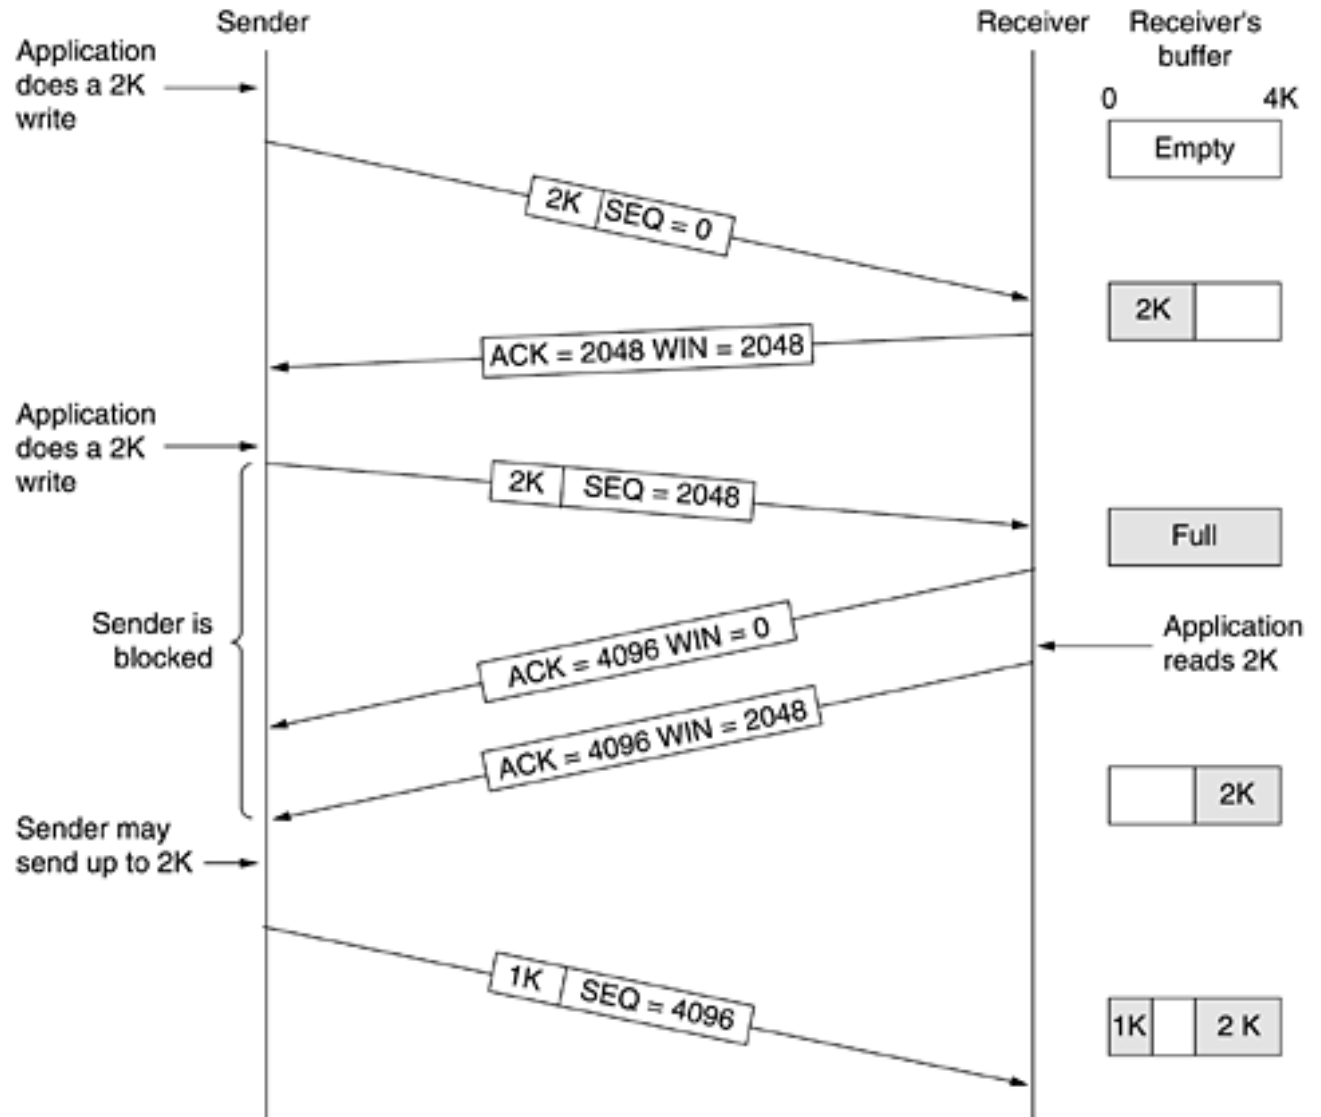 Sender
Receiver
Receiver's
buffer
Application
does a 2K
write
0
4K
Empty
2K
SEQ = 0
2K
ACK = 2048 WIN = 2048
Application
does a 2K
write
2K
SEQ = 2048
Full
Sender is
blocked
ACK = 4096 WIN = 0
Application
reads 2K
ACK = 4096 WIN = 2048
2K
Sender may
send up to 2K
1K
SEQ = 4096
1K
2 K